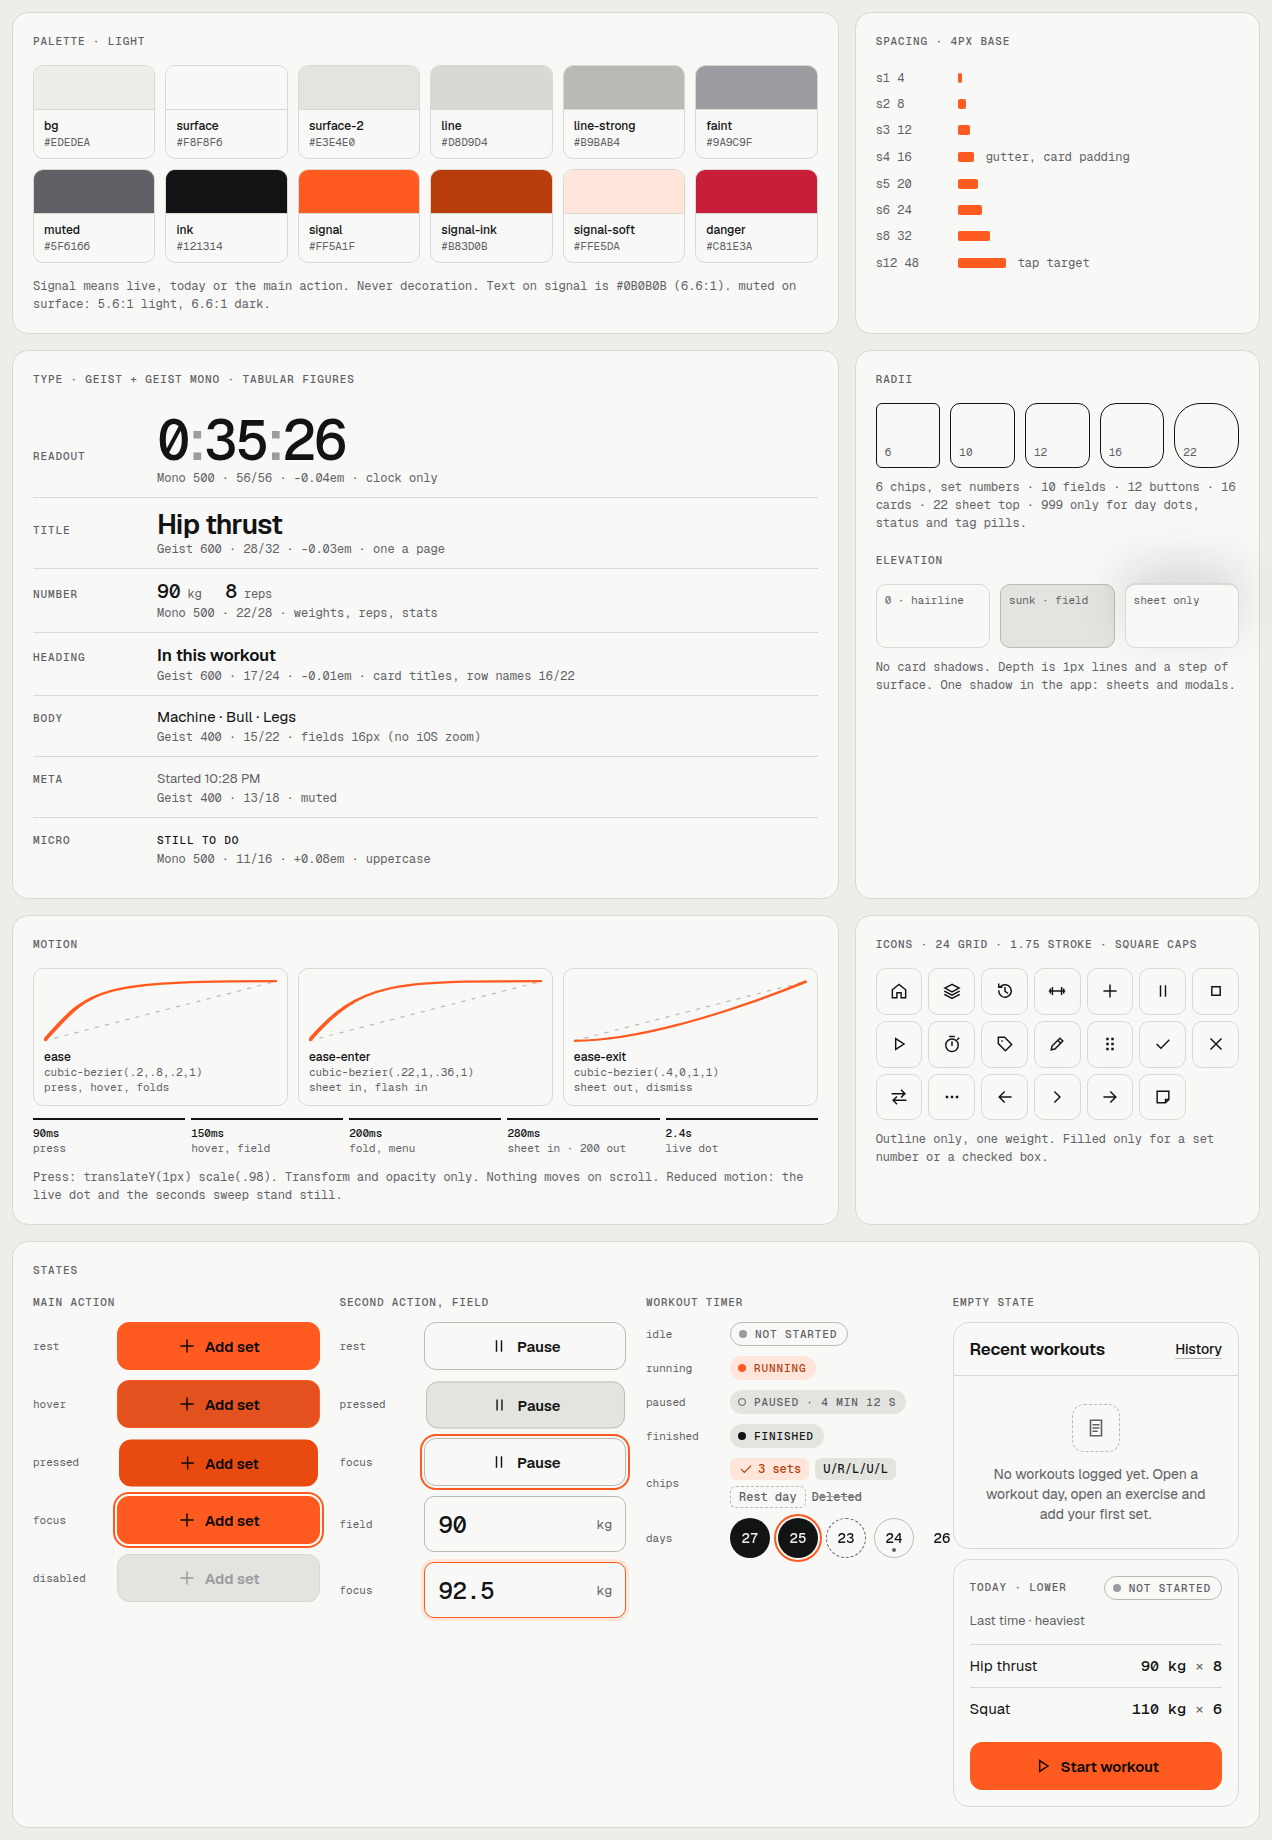 PALETTE · LIGHT
bg
#EDEDEA
surface
#F8F8F6
surface-2
#E3E4E0
line
#D8D9D4
line-strong
#B9BAB4
faint
#9A9C9F
muted
#5F6166
ink
#121314
signal
#FF5A1F
signal-ink
#B83D0B
signal-soft
#FFE5DA
danger
#C81E3A
Signal means live, today or the main action. Never decoration. Text on signal is #0B0B0B (6.6:1). muted on
surface: 5.6:1 light, 6.6:1 dark.
SPACING · 4PX BASE
s1 4
s2 8
s3 12
s4 16 gutter, card padding
s5 20
s6 24
s8 32
s12 48 tap target
TYPE · GEIST + GEIST MONO · TABULAR FIGURES
READOUT
0:35:26
Mono 500 · 56/56 · -0.04em · clock only
TITLE
Hip thrust
Geist 600 · 28/32 · -0.03em · one a page
NUMBER
90 kg 8 reps
Mono 500 · 22/28 · weights, reps, stats
HEADING
In this workout
Geist 600 · 17/24 · -0.01em · card titles, row names 16/22
BODY
Machine · Bull · Legs
Geist 400 · 15/22 · fields 16px (no iOS zoom)
META
Started 10:28 PM
Geist 400 · 13/18 · muted
MICRO
STILL TO DO
Mono 500 · 11/16 · +0.08em · uppercase
RADII
6
10
12
16
22
6 chips, set numbers · 10 fields · 12 buttons · 16
cards · 22 sheet top · 999 only for day dots,
status and tag pills.
ELEVATION
0 · hairline
sunk · field
sheet only
No card shadows. Depth is 1px lines and a step of
surface. One shadow in the app: sheets and modals.
MOTION
ease
cubic-bezier(.2,.8,.2,1)
press, hover, folds
ease-enter
cubic-bezier(.22,1,.36,1)
sheet in, flash in
ease-exit
cubic-bezier(.4,0,1,1)
sheet out, dismiss
90ms
press
150ms
hover, field
200ms
fold, menu
280ms
sheet in · 200 out
2.4s
live dot
Press: translateY(1px) scale(.98). Transform and opacity only. Nothing moves on scroll. Reduced motion: the
live dot and the seconds sweep stand still.
ICONS · 24 GRID · 1.75 STROKE · SQUARE CAPS
Outline only, one weight. Filled only for a set
number or a checked box.
STATES
MAIN ACTION
rest
Add set
hover
Add set
pressed
Add set
focus
Add set
disabled
Add set
SECOND ACTION, FIELD
rest
Pause
pressed
Pause
focus
Pause
field
90 kg
focus
92.5 kg
WORKOUT TIMER
idle
NOT STARTED
running
RUNNING
paused
PAUSED · 4 MIN 12 S
finished
FINISHED
chips
3 sets
U/R/L/U/L
Rest day
Deleted
days
27
25
23
24
26
EMPTY STATE
Recent workouts
History
No workouts logged yet. Open a
workout day, open an exercise and
add your first set.
TODAY · LOWER
NOT STARTED
Last time · heaviest
Hip thrust 90 kg × 8
Squat 110 kg × 6
Start workout